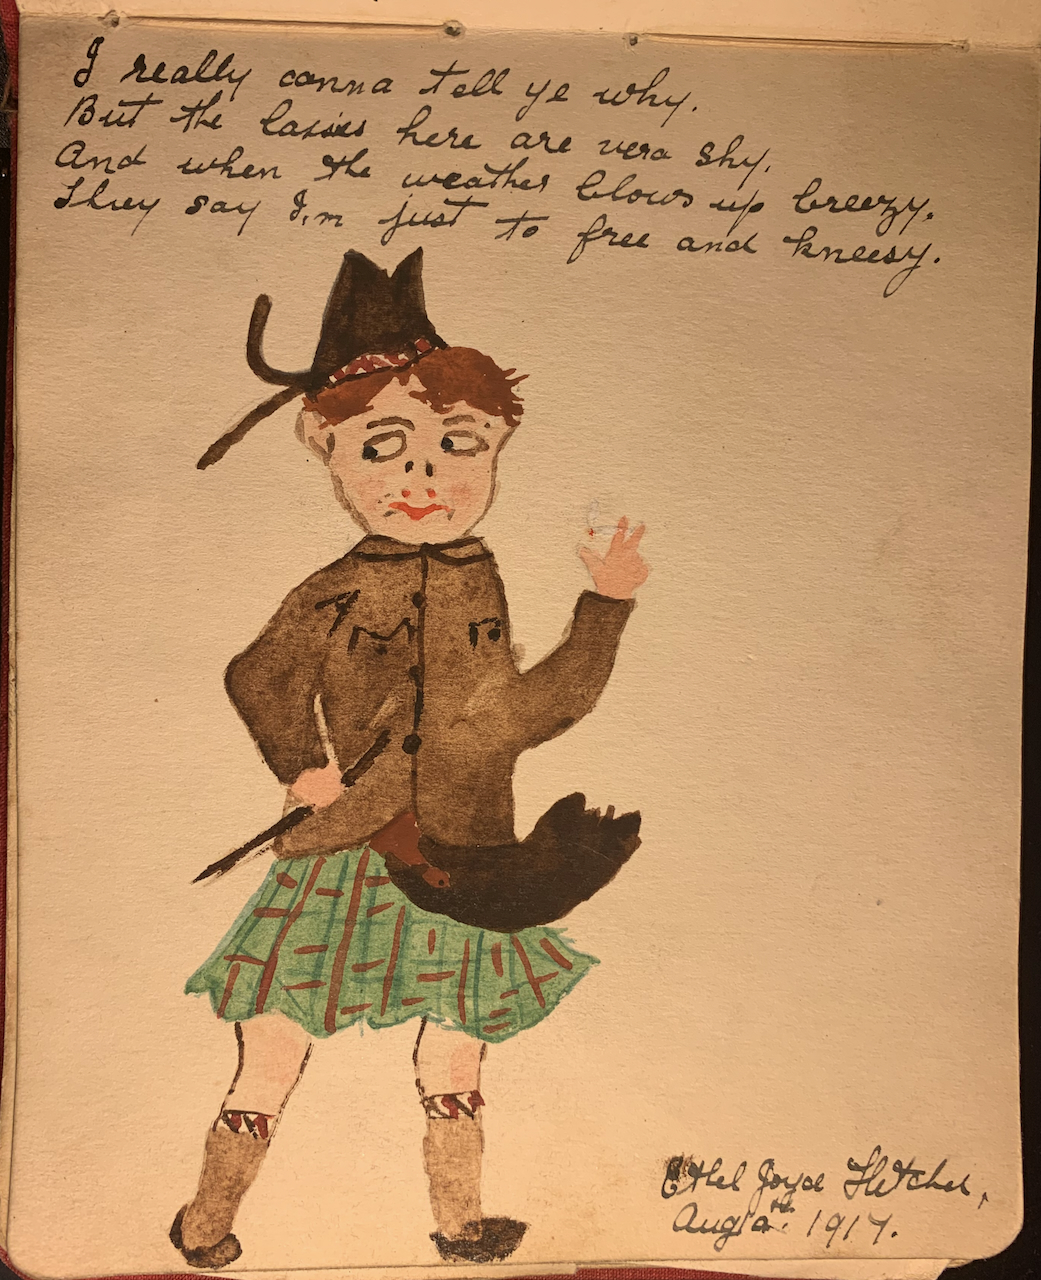 I really canna tell ye why.
But the lassies here are vera shy,
And when the weather blows up breezy.
They say I,m just to free and kneesy.
Ethel Joyce Fletcher,
Aug 1917.